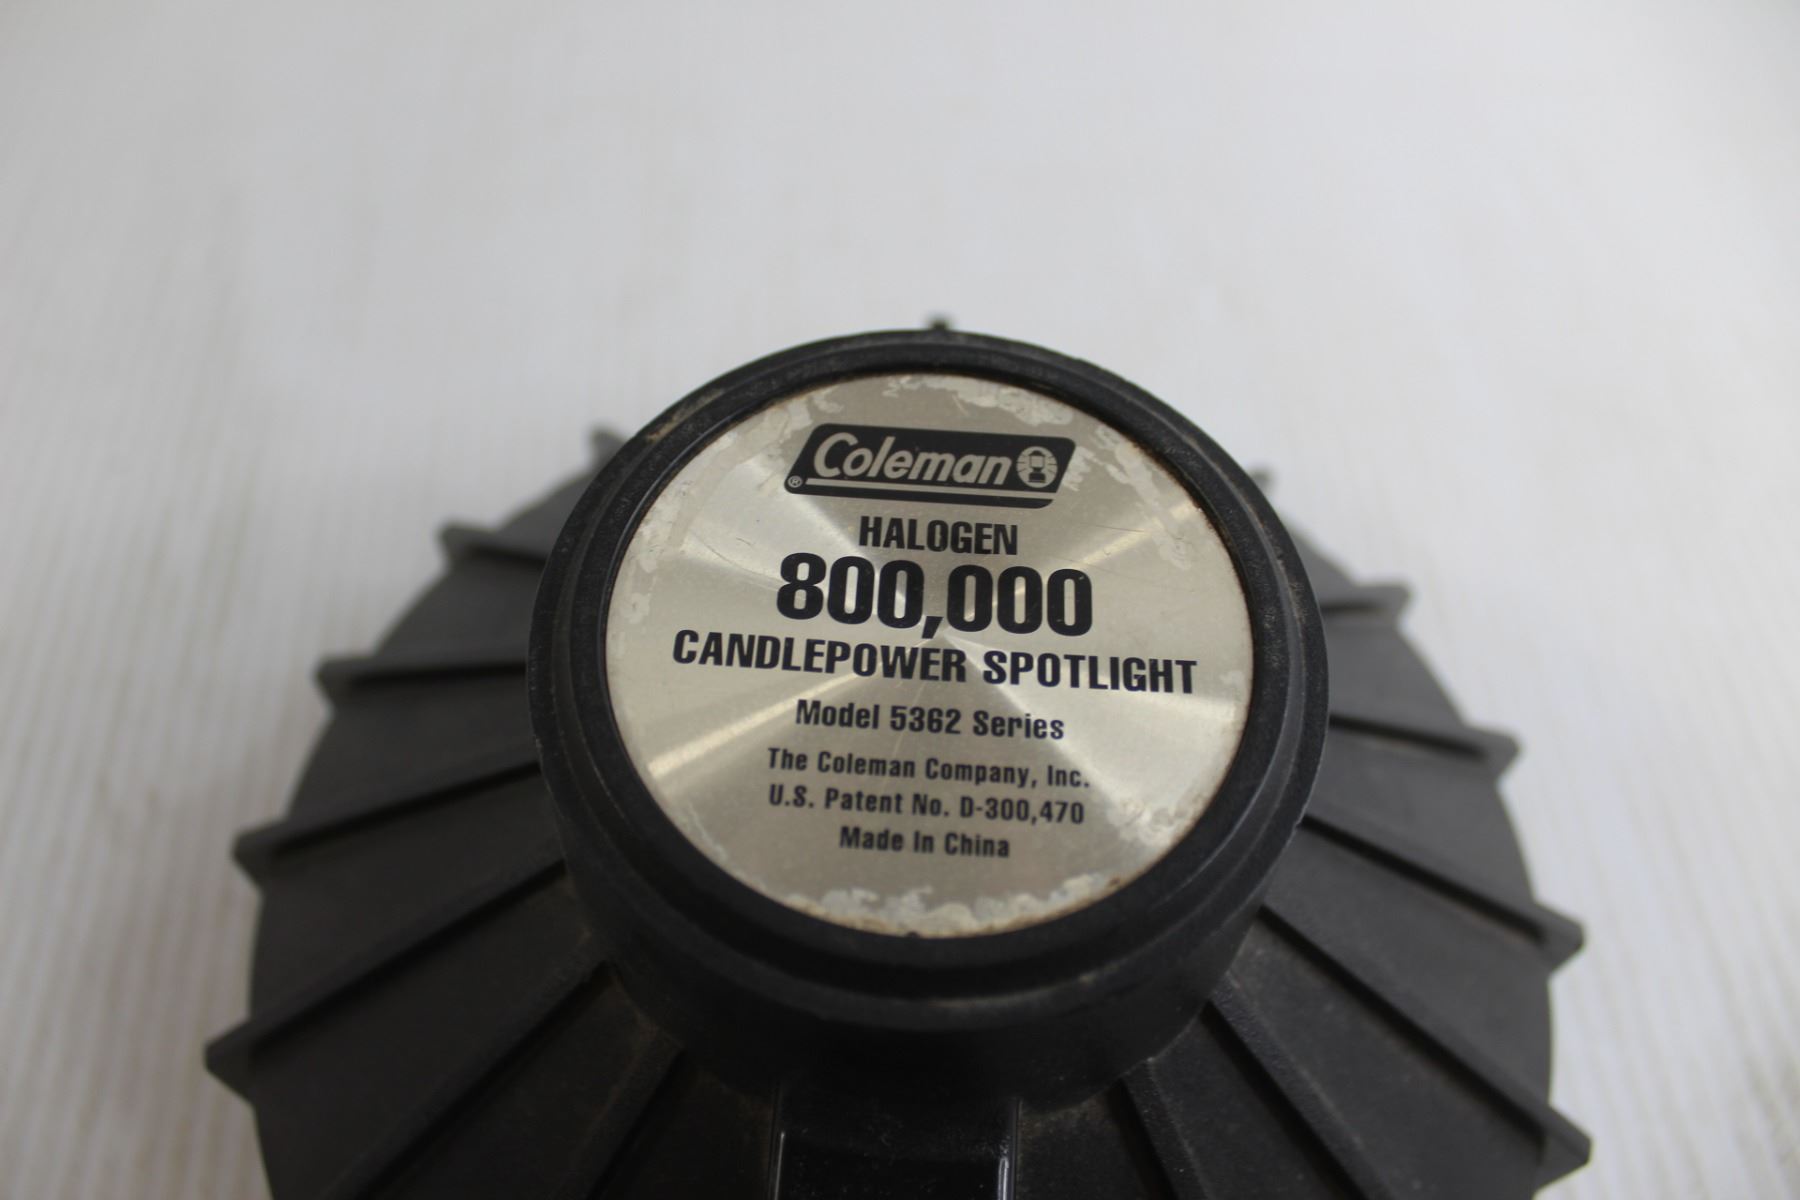 Coleman
®
HALOGEN
800,000
CANDLEPOWER SPOTLIGHT
Model 5362 Series
The Coleman Company, Inc.
U.S. Patent No. D-300,470
Made In China